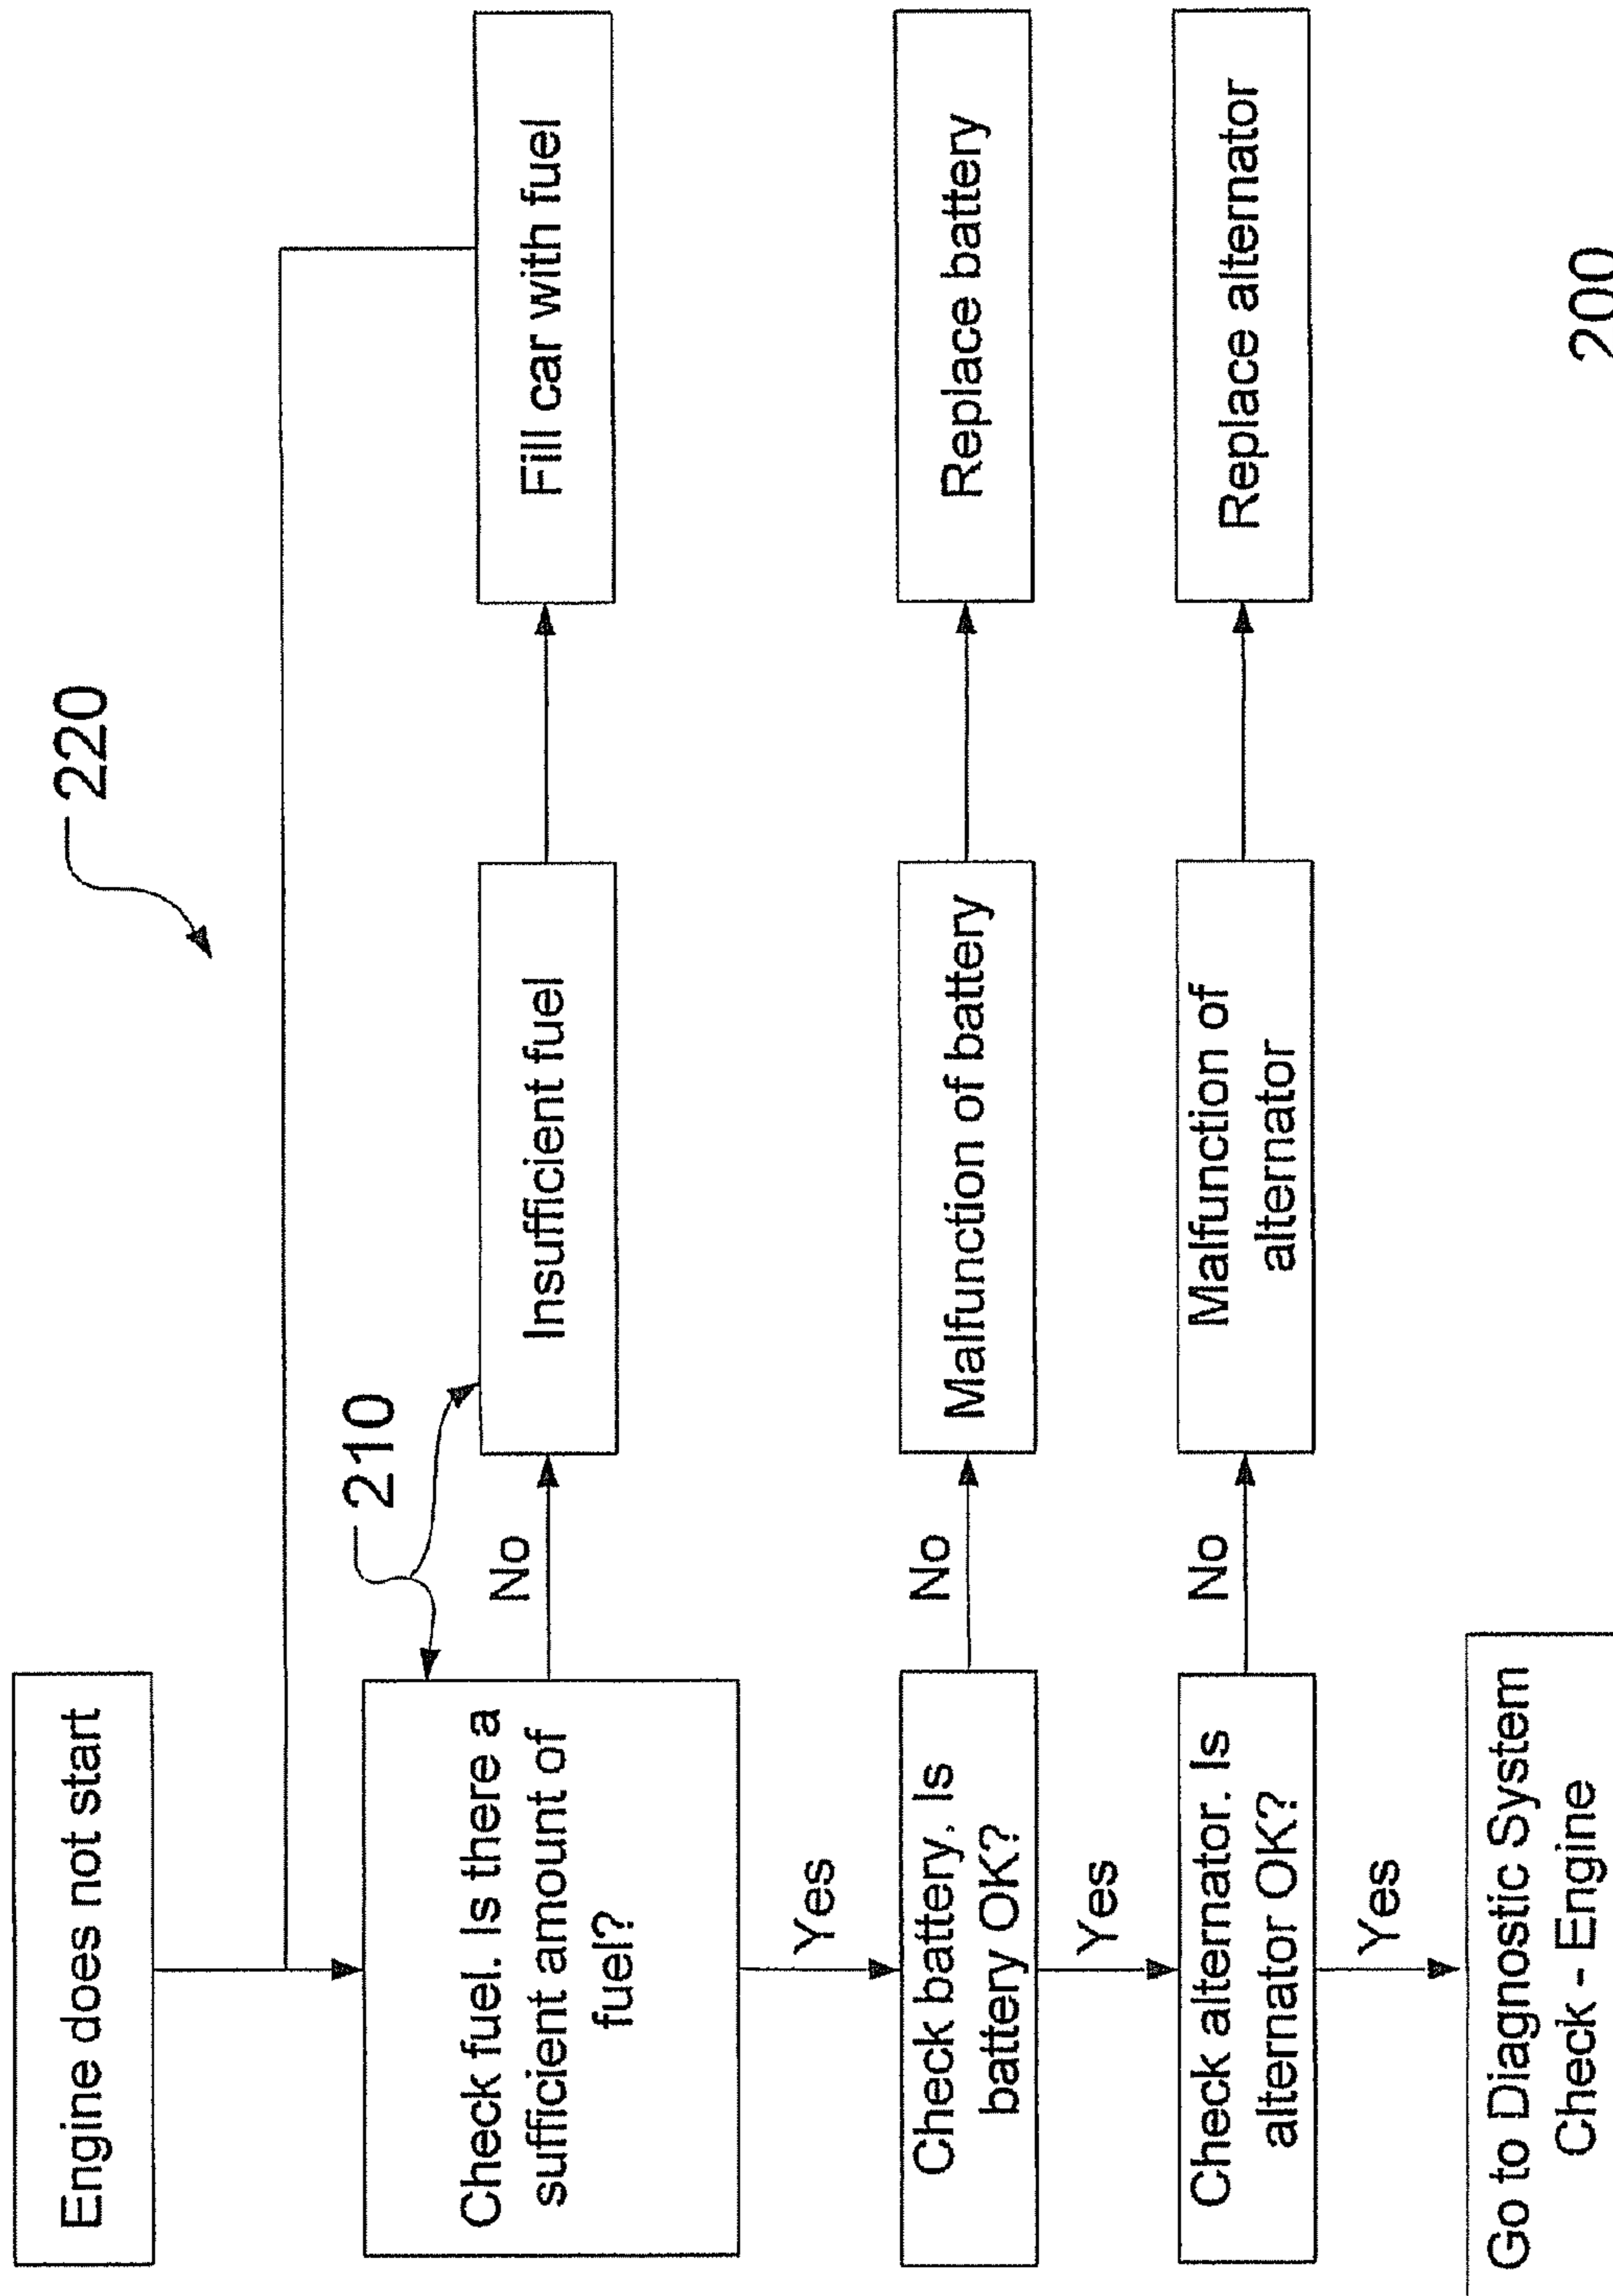 220
Engine does not start
210
Check fuel. Is there a
sufficient amount of
fuel?
No
Insufficient fuel
Fill car with fuel
Yes
Check battery. Is
battery OK?
No
Malfunction of battery
Replace battery
Yes
Check alternator. Is
alternator OK?
No
Malfunction of
alternator
Replace alternator
Yes
Go to Diagnostic System
Check - Engine
200